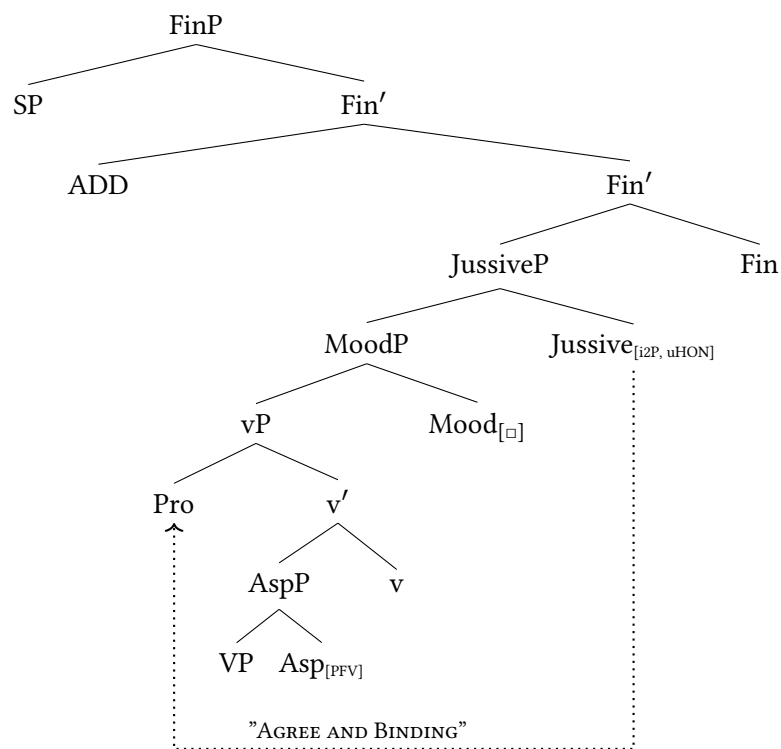 FinP
SP Fin′
ADD Fin′
JussiveP Fin
MoodP Jussive[i2P, uHON]
vP Mood[□]
Pro v′
AspP v
VP Asp[PFV]
”Agree and Binding”